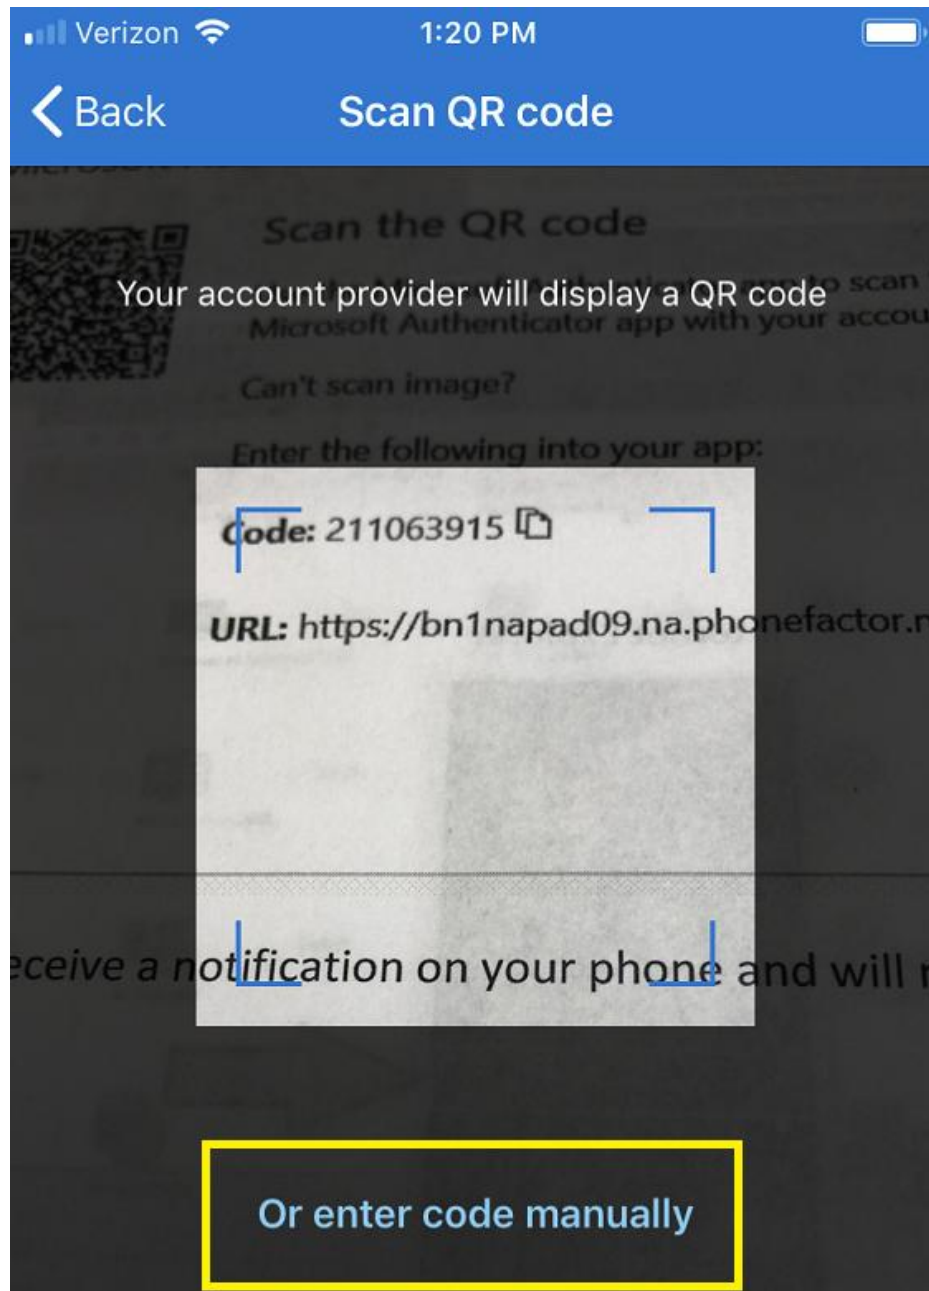 Verizon 1:20 PM
Back Scan QR code
Scan the QR code
Your account provider will display a QR code
scan
Microsoft Authenticator app with your accou
Can't scan image?
Enter the following into your app:
Code: 211063915
URL: https://bn1napad09.na.phonefactor.n
eceive a notification on your phone and will r
Or enter code manually